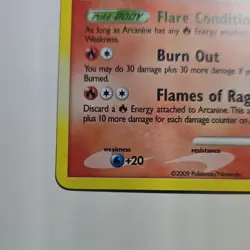 Poké-BODY Flare Conditi
As long as Arcanine has any Energy attached
Weakness.
Burn Out
You may do 30 damage plus 30 more damage. If y
Burned.
Flames of Rag
Discard a Energy attached to Arcanine. This a
plus 10 more damage for each damage counter on
weakness resistance
+20
©2009 Pokémon/Nintendo